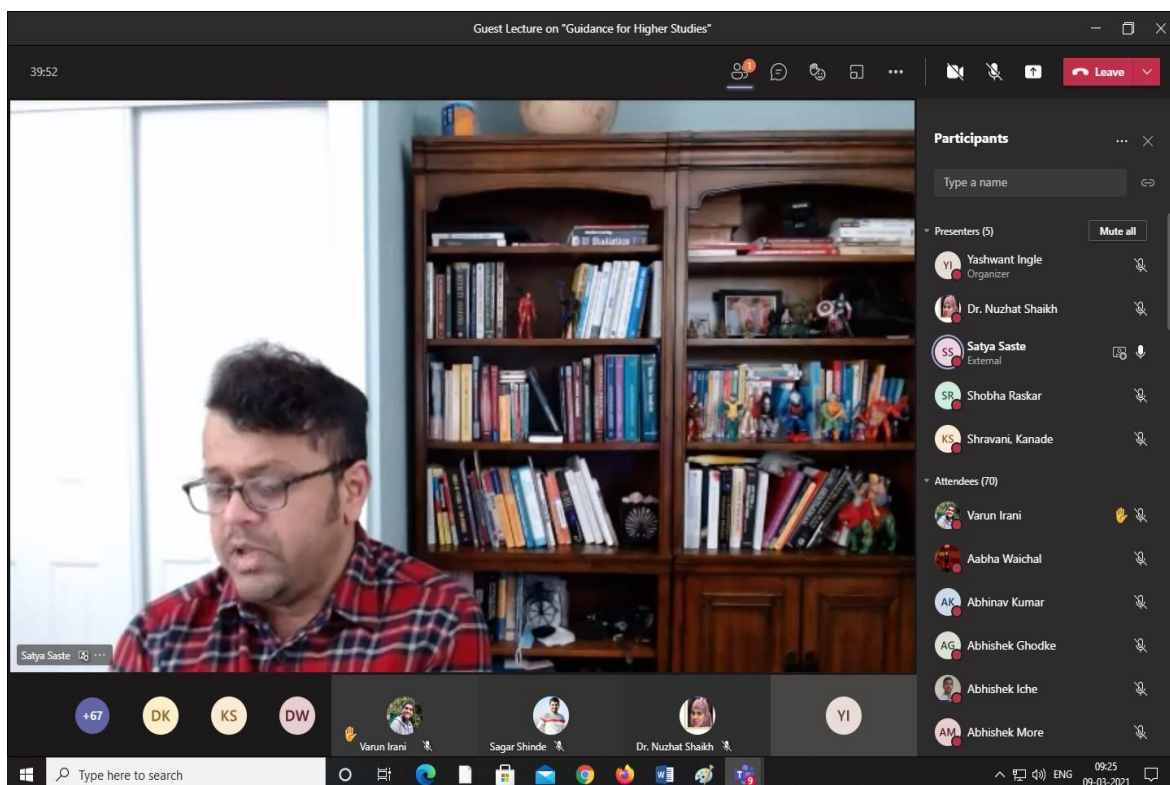 Guest Lecture on "Guidance for Higher Studies"
39:52
1
Leave
Participants
Type a name
Presenters (5)
Mute all
YI
Yashwant Ingle
Organizer
Dr. Nuzhat Shaikh
SS
Satya Saste
External
SR
Shobha Raskar
KS
Shravani, Kanade
Attendees (70)
Varun Irani
Aabha Waichal
AK
Abhinav Kumar
AG
Abhishek Ghodke
Abhishek Iche
AM
Abhishek More
Statistics
Satya Saste
+67
DK
KS
DW
Varun Irani
Sagar Shinde
Dr. Nuzhat Shaikh
YI
Type here to search
9
ENG
09:25
09-03-2021